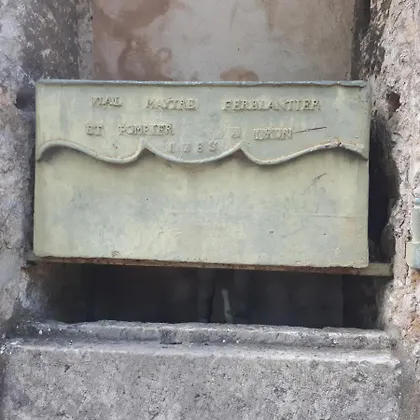 VIAL MAYTRE FERBLANTIER
ET POMPIER A LYON
1783